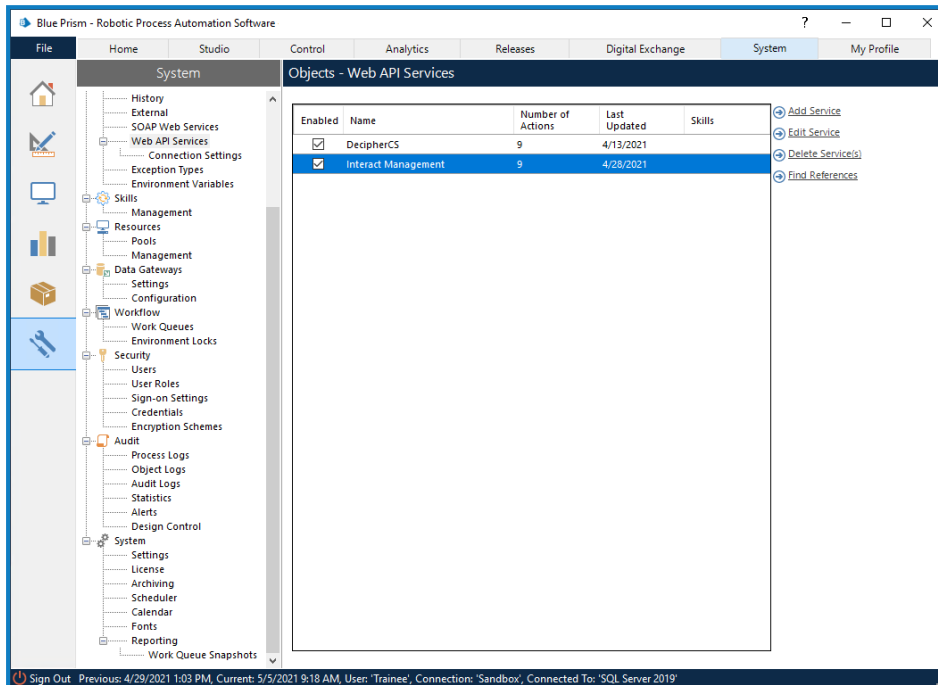 Blue Prism - Robotic Process Automation Software
?
File Home Studio Control Analytics Releases Digital Exchange System My Profile
System
Objects - Web API Services
History
External
SOAP Web Services
Web API Services
Connection Settings
Exception Types
Environment Variables
Skills
Management
Resources
Pools
Management
Data Gateways
Settings
Configuration
Workflow
Work Queues
Environment Locks
Security
Users
User Roles
Sign-on Settings
Credentials
Encryption Schemes
Audit
Process Logs
Object Logs
Audit Logs
Statistics
Alerts
Design Control
System
Settings
License
Archiving
Scheduler
Calendar
Fonts
Reporting
Work Queue Snapshots
Enabled Name Number of Actions Last Updated Skills
DecipherCS 9 4/13/2021
Interact Management 9 4/28/2021
Add Service
Edit Service
Delete Service(s)
Find References
Sign Out Previous: 4/29/2021 1:03 PM, Current: 5/5/2021 9:18 AM, User: 'Trainee', Connection: 'Sandbox', Connected To: 'SQL Server 2019'